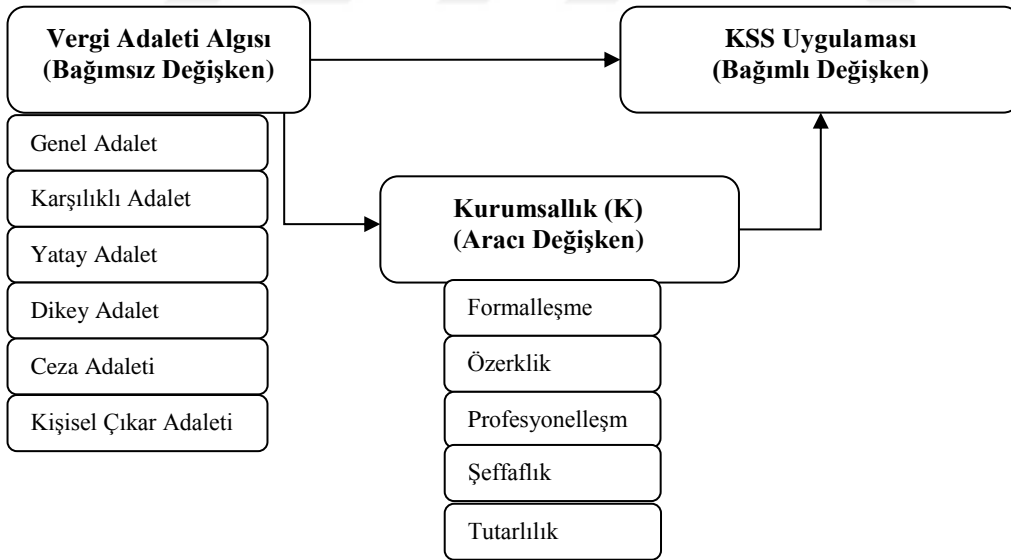 Vergi Adaleti Algısı
(Bağımsız Değişken)
KSS Uygulaması
(Bağımlı Değişken)
Genel Adalet
Karşılıklı Adalet
Yatay Adalet
Dikey Adalet
Ceza Adaleti
Kişisel Çıkar Adaleti
Kurumsallık (K)
(Aracı Değişken)
Formalleşme
Özerklik
Profesyonelleşm
Şeffaflık
Tutarlılık